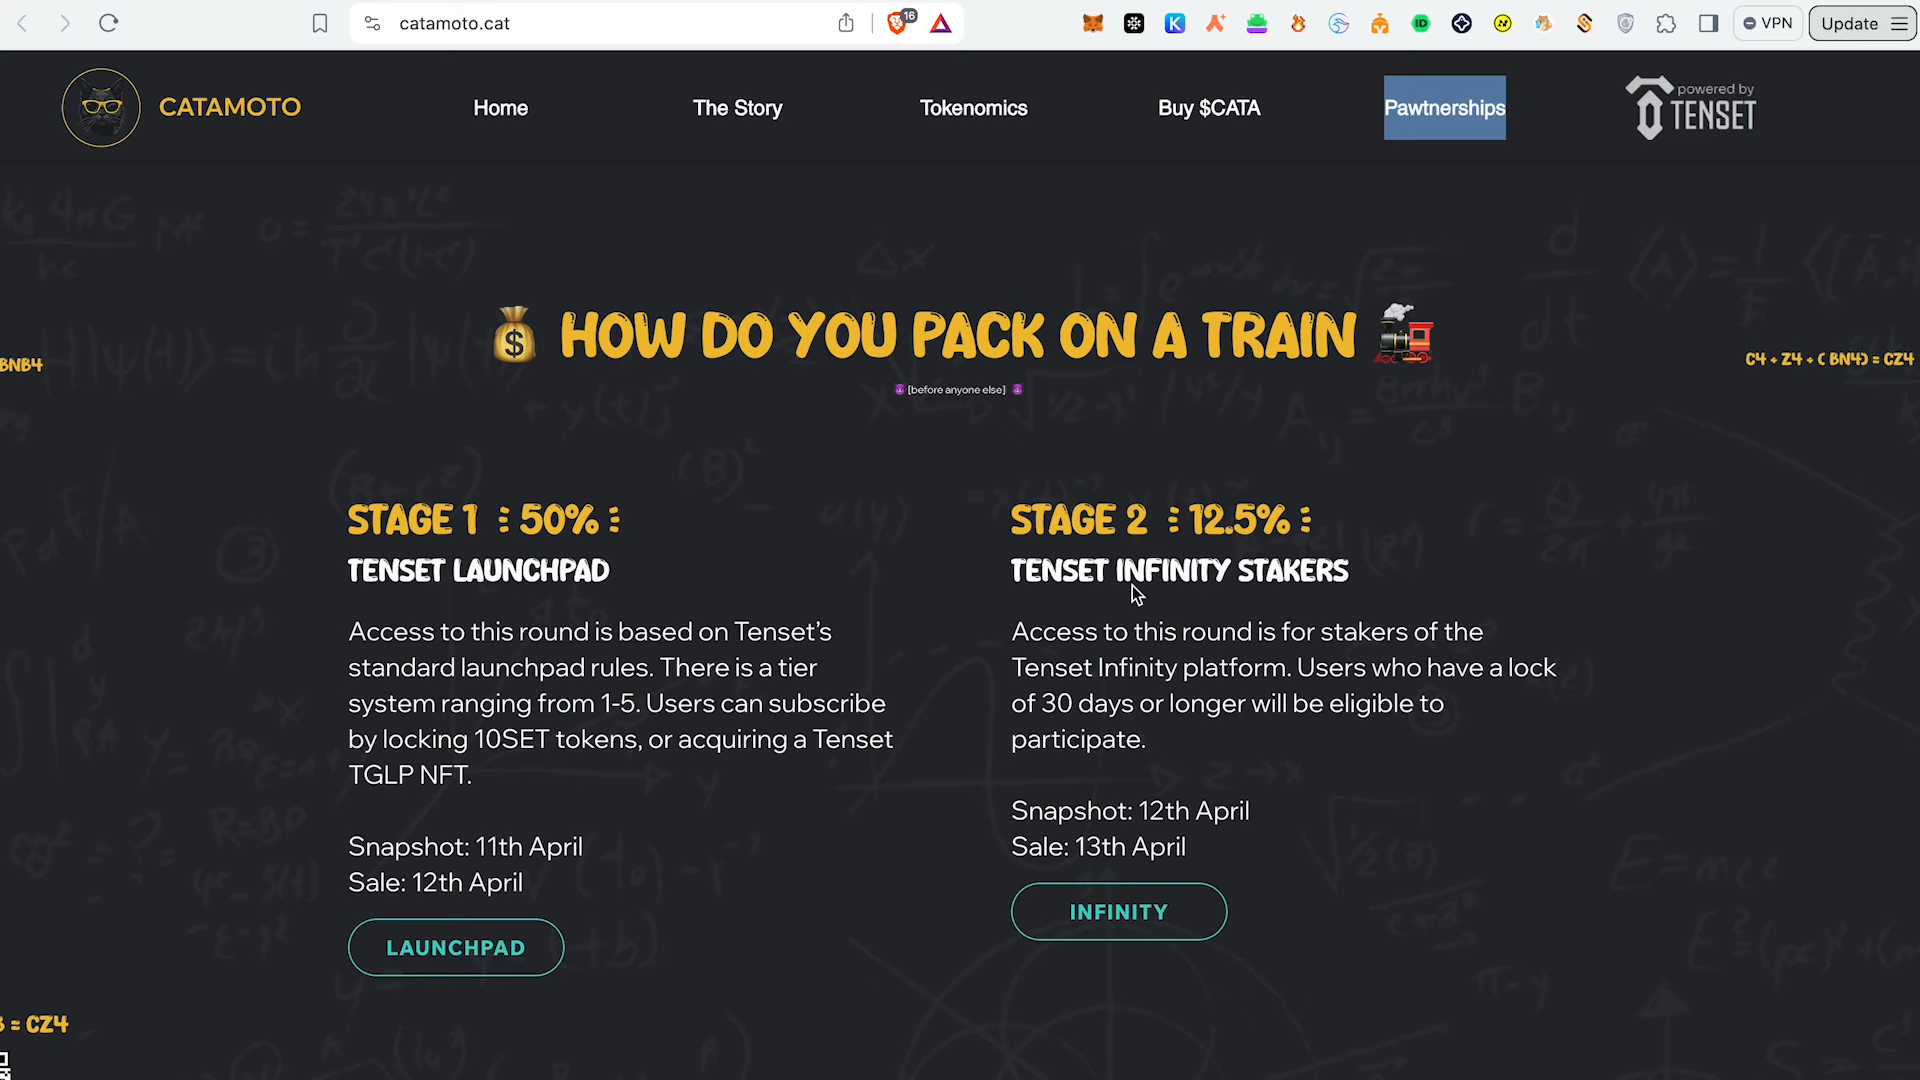 catamoto.cat
16
ID
VPN
Update
CATAMOTO
Home
The Story
Tokenomics
Buy $CATA
Pawtnerships
powered by
TENSET
HOW DO YOU PACK ON A TRAIN
[before anyone else]
BNB4
C4 + Z4 + ( BN4) = CZ4
STAGE 1 50%
TENSET LAUNCHPAD
Access to this round is based on Tenset’s
standard launchpad rules. There is a tier
system ranging from 1-5. Users can subscribe
by locking 10SET tokens, or acquiring a Tenset
TGLP NFT.
Snapshot: 11th April
Sale: 12th April
LAUNCHPAD
STAGE 2 12.5%
TENSET INFINITY STAKERS
Access to this round is for stakers of the
Tenset Infinity platform. Users who have a lock
of 30 days or longer will be eligible to
participate.
Snapshot: 12th April
Sale: 13th April
INFINITY
= CZ4